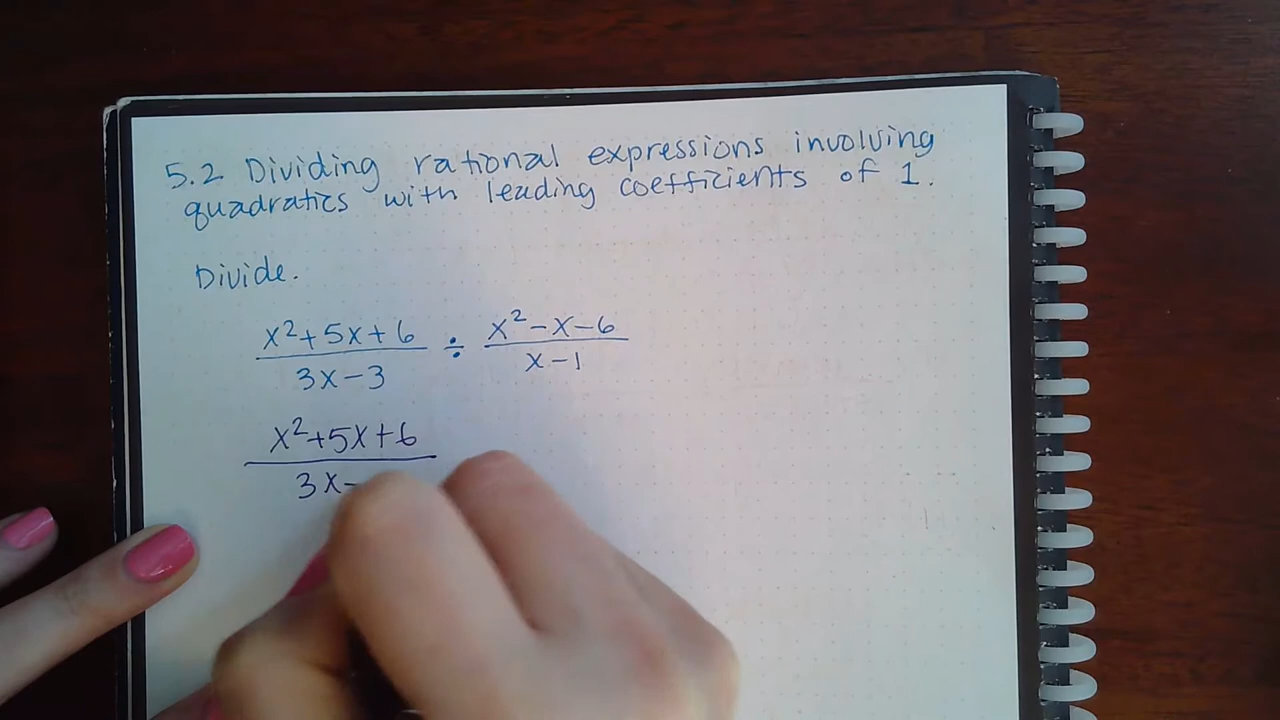 5.2 Dividing rational expressions involving
quadratics with leading coefficients of 1.
Divide.
x²+5x+6 ÷ x²-x-6
3x-3 x-1
x²+5x+6
3x-